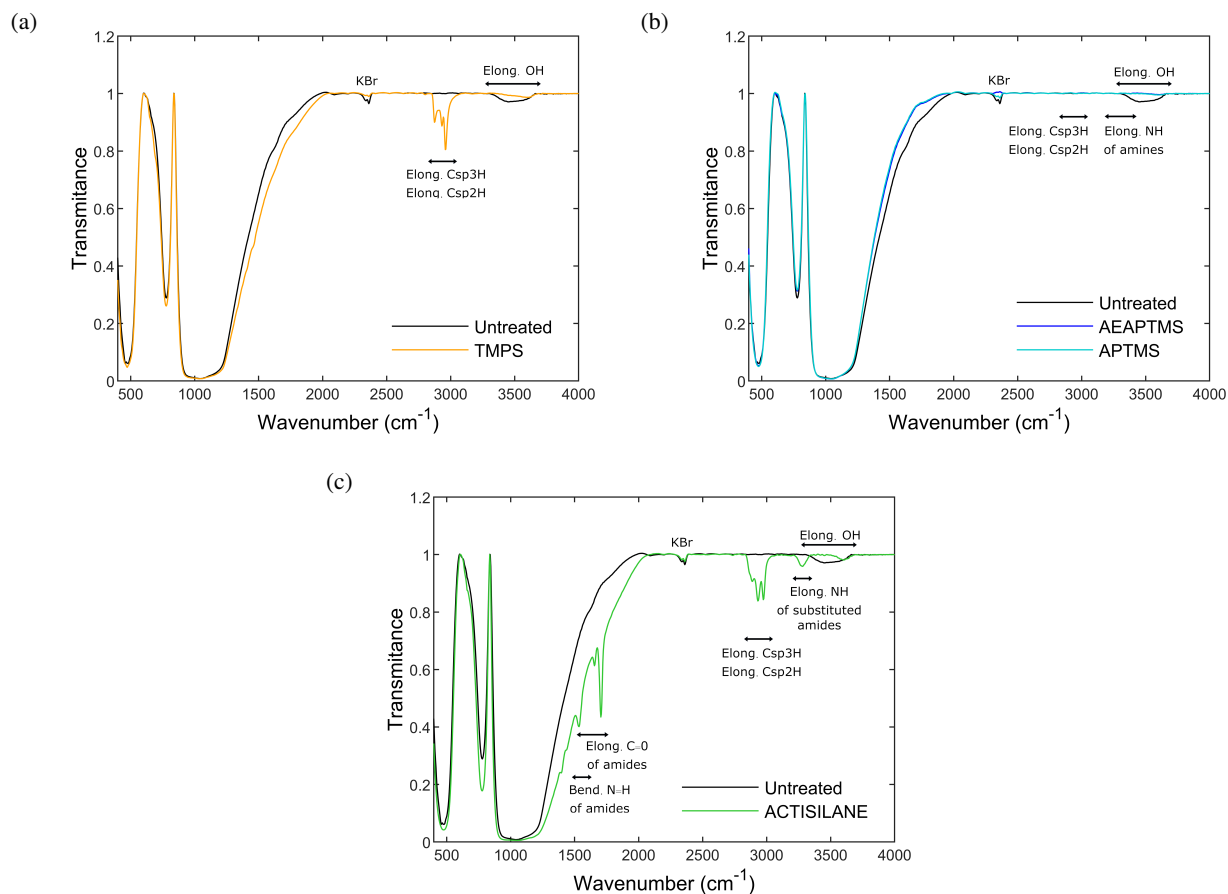 (a)
1.2
1
0.8
0.6
0.4
0.2
0
Transmitance
500
1000
1500
2000
2500
3000
3500
4000
Wavenumber (cm-1)
KBr
Elong. OH
Elong. Csp3H
Elong. Csp2H
Untreated
TMPS
(b)
1.2
1
0.8
0.6
0.4
0.2
0
Transmitance
500
1000
1500
2000
2500
3000
3500
4000
Wavenumber (cm-1)
KBr
Elong. OH
Elong. Csp3H
Elong. Csp2H
Elong. NH
of amines
Untreated
AEAPTMS
APTMS
(c)
1.2
1
0.8
0.6
0.4
0.2
0
Transmitance
500
1000
1500
2000
2500
3000
3500
4000
Wavenumber (cm-1)
KBr
Elong. OH
Elong. NH
of substituted
amides
Elong. Csp3H
Elong. Csp2H
Elong. C=0
of amides
Bend. N=H
of amides
Untreated
ACTISILANE